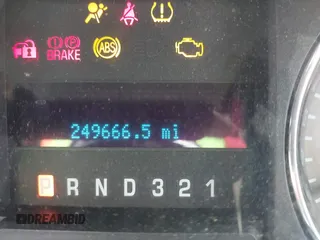 BRAKE
ABS
249666.5 mi
P R N D 3 2 1
DREAMBID